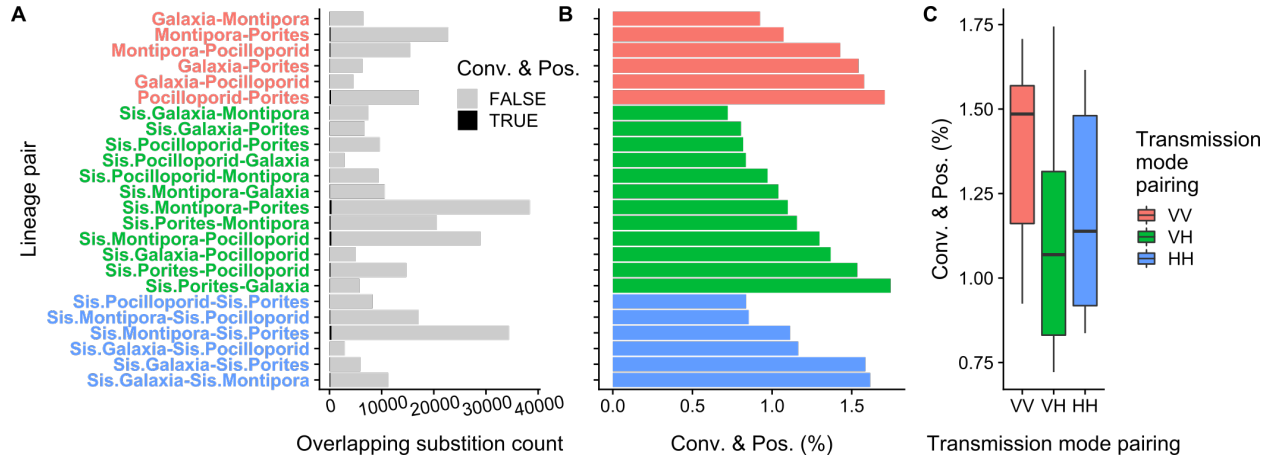 A
Lineage pair
Galaxia-Montipora
Montipora-Porites
Montipora-Pocilloporid
Galaxia-Porites
Galaxia-Pocilloporid
Pocilloporid-Porites
Sis.Galaxia-Montipora
Sis.Galaxia-Porites
Sis.Pocilloporid-Porites
Sis.Pocilloporid-Galaxia
Sis.Pocilloporid-Montipora
Sis.Montipora-Galaxia
Sis.Montipora-Porites
Sis.Porites-Montipora
Sis.Montipora-Pocilloporid
Sis.Galaxia-Pocilloporid
Sis.Porites-Pocilloporid
Sis.Porites-Galaxia
Sis.Pocilloporid-Sis.Porites
Sis.Montipora-Sis.Pocilloporid
Sis.Montipora-Sis.Porites
Sis.Galaxia-Sis.Pocilloporid
Sis.Galaxia-Sis.Porites
Sis.Galaxia-Sis.Montipora
Conv. & Pos.
FALSE
TRUE
0 10000 20000 30000 40000
Overlapping substition count
B
0.0 0.5 1.0 1.5
Conv. & Pos. (%)
C
Conv. & Pos. (%)
1.75
1.50
1.25
1.00
0.75
VV VH HH
Transmission mode pairing
Transmission
mode
pairing
VV
VH
HH